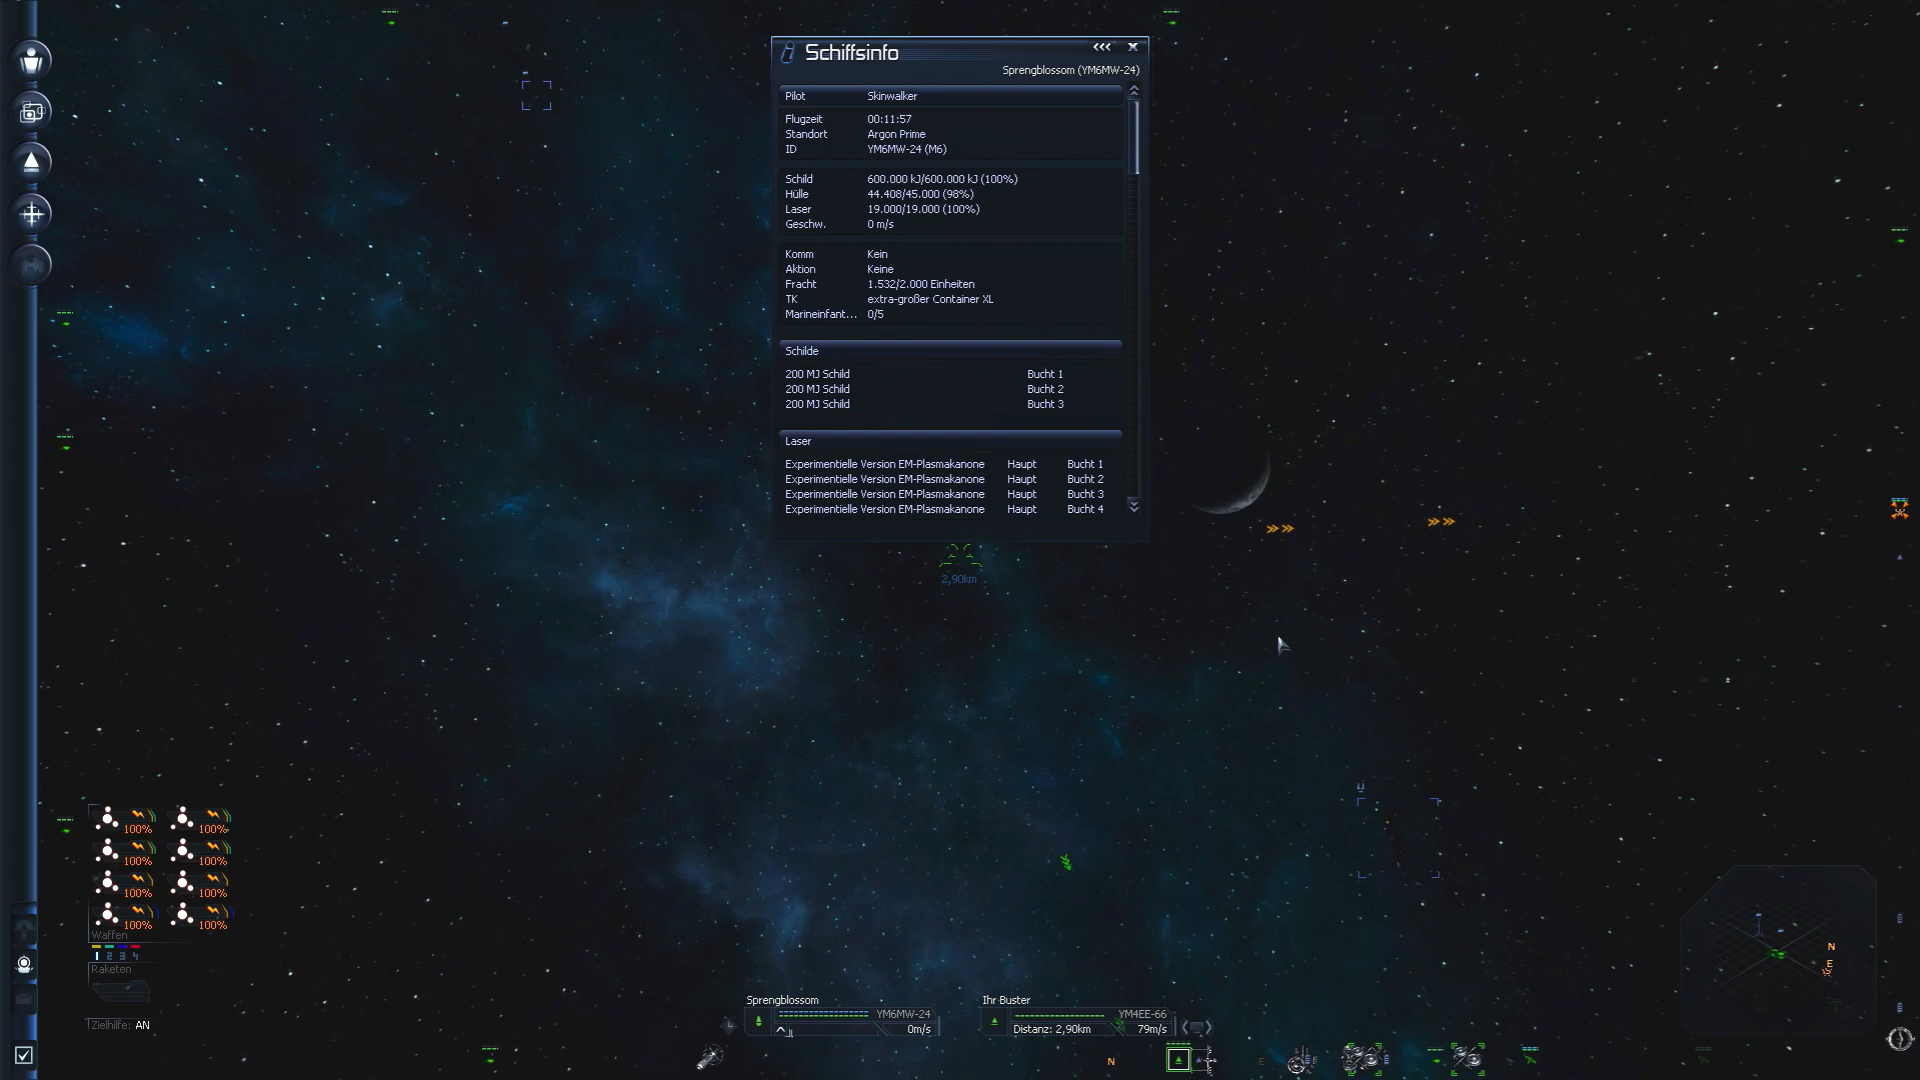 Schiffsinfo
Sprengblossom (YM6MW-24)
Pilot Skinwalker
Flugzeit 00:11:57
Standort Argon Prime
ID YM6MW-24 (M6)
Schild 600.000 kJ/600.000 kJ (100%)
Hülle 44.408/45.000 (98%)
Laser 19.000/19.000 (100%)
Geschw. 0 m/s
Komm Kein
Aktion Keine
Fracht 1.532/2.000 Einheiten
TK extra-großer Container XL
Marineinfant... 0/5
Schilde
200 MJ Schild Bucht 1
200 MJ Schild Bucht 2
200 MJ Schild Bucht 3
Laser
Experimentielle Version EM-Plasmakanone Haupt Bucht 1
Experimentielle Version EM-Plasmakanone Haupt Bucht 2
Experimentielle Version EM-Plasmakanone Haupt Bucht 3
Experimentielle Version EM-Plasmakanone Haupt Bucht 4
2,90km
100% 100%
100% 100%
100% 100%
100% 100%
Waffen
1 2 3 4
Raketen
Zielhilfe: AN
Sprengblossom
YM6MW-24
0m/s
Ihr Buster
YM4EE-66
Distanz: 2,90km 79m/s
N
E
N
E